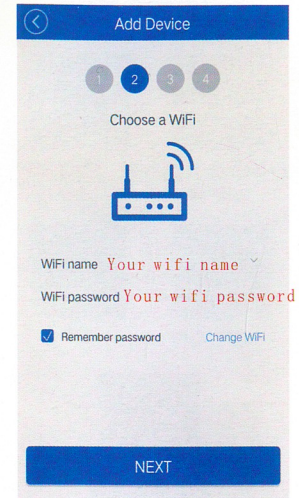 Add Device
1 2 3 4
Choose a WiFi
WiFi name Your wifi name
WiFi password Your wifi password
Remember password Change WiFi
NEXT